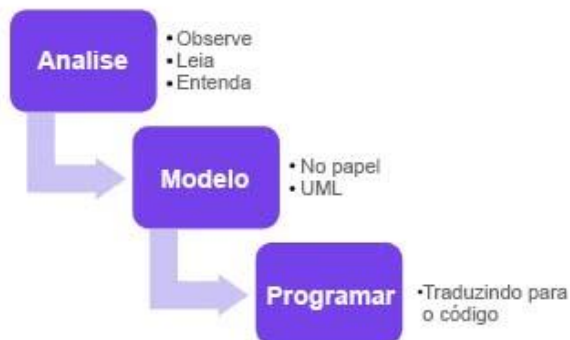 Analise
• Observe
• Leia
• Entenda
Modelo
• No papel
• UML
Programar
•Traduzindo para
o código